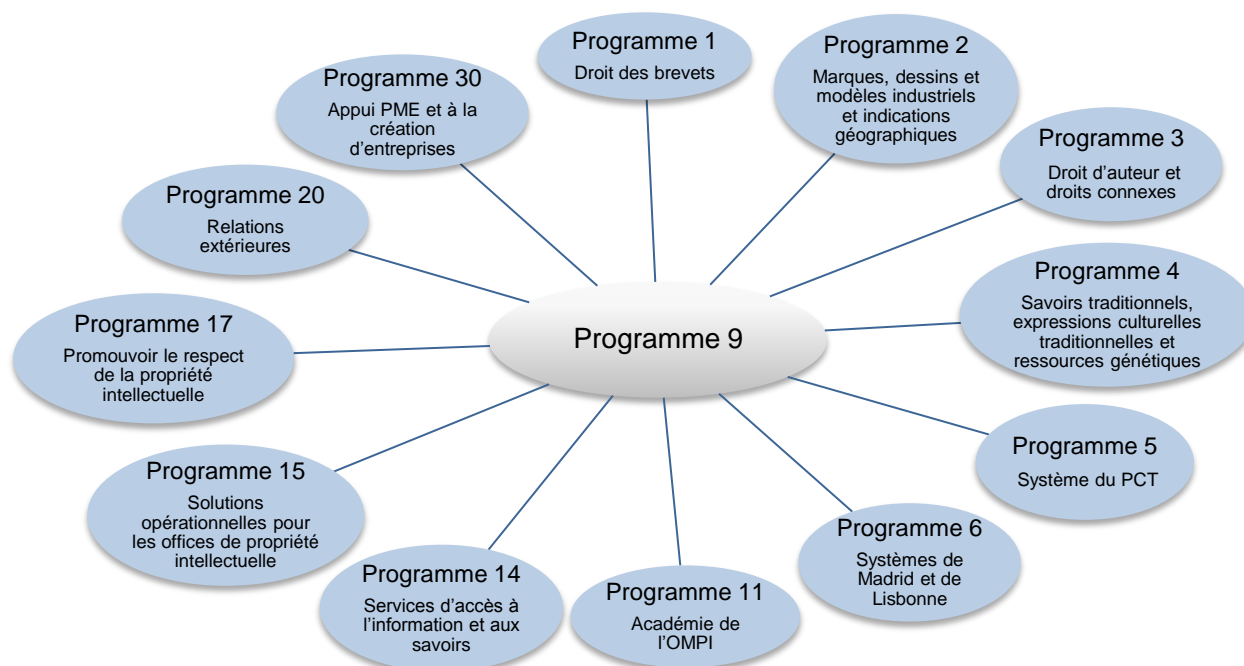 Programme 1
Droit des brevets
Programme 2
Marques, dessins et
modèles industriels
et indications
géographiques
Programme 3
Droit d'auteur et
droits connexes
Programme 4
Savoirs traditionnels,
expressions culturelles
traditionnelles et
ressources génétiques
Programme 5
Système du PCT
Programme 6
Systèmes de
Madrid et de
Lisbonne
Programme 11
Académie de
l'OMPI
Programme 14
Services d'accès à
l'information et aux
savoirs
Programme 15
Solutions
opérationnelles pour
les offices de propriété
intellectuelle
Programme 17
Promouvoir le respect
de la propriété
intellectuelle
Programme 20
Relations
extérieures
Programme 30
Appui PME et à la
création
d'entreprises
Programme 9